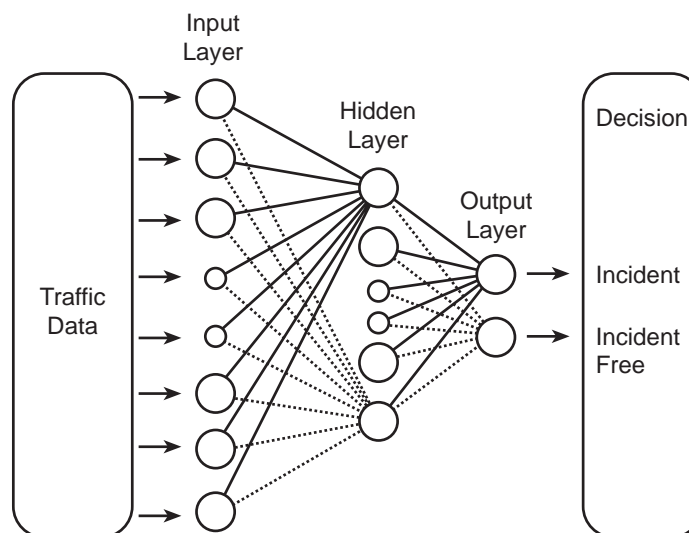 Input
Layer
Hidden
Layer
Output
Layer
Traffic
Data
Decision
Incident
Incident
Free